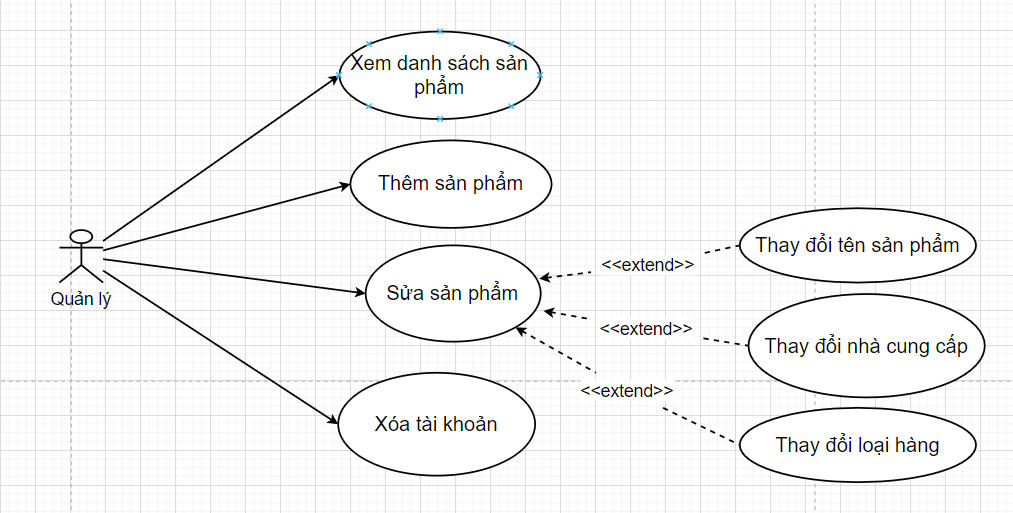 Xem danh sách sản
phẩm
Thêm sản phẩm
Quản lý
Sửa sản phẩm
Xóa tài khoản
<<extend>>
<<extend>>
<<extend>>
Thay đổi tên sản phẩm
Thay đổi nhà cung cấp
Thay đổi loại hàng